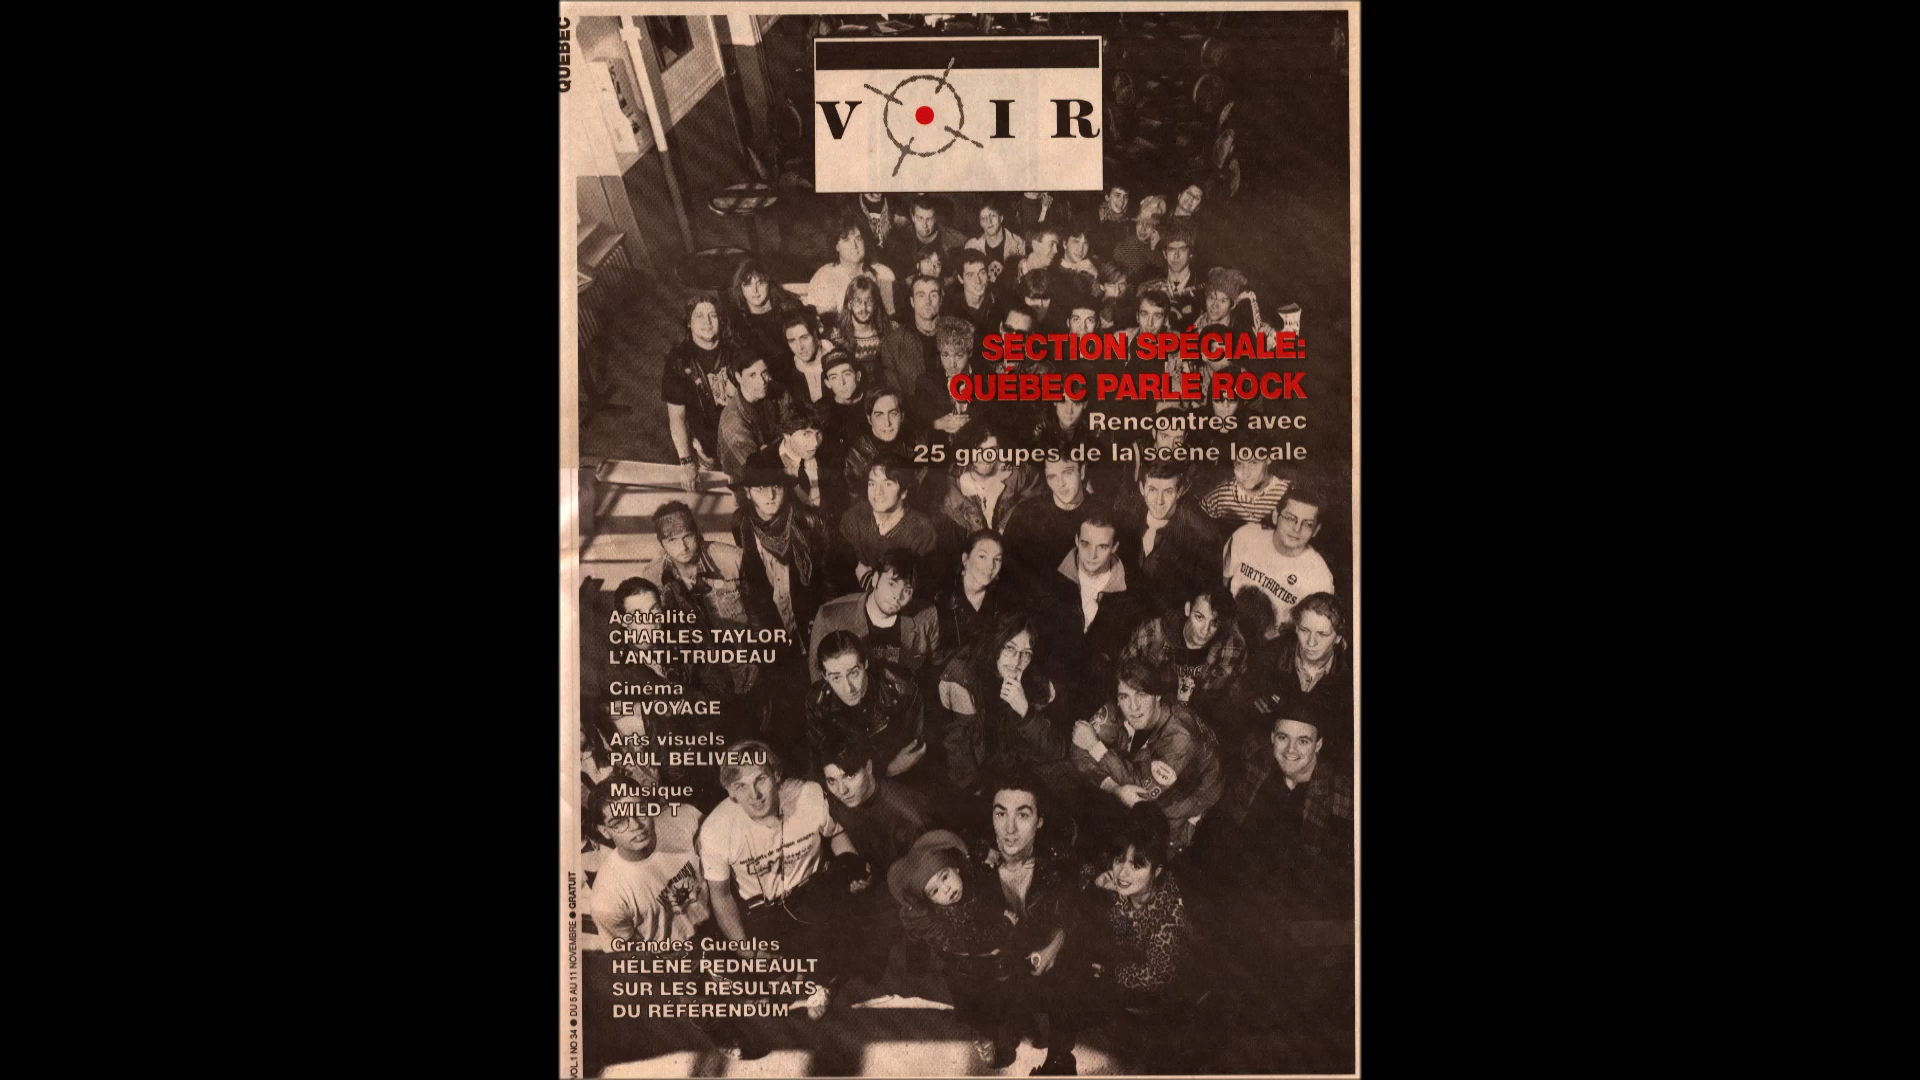 QUÉBEC
VOIR
SECTION SPÉCIALE:
QUÉBEC PARLE ROCK
Rencontres avec
25 groupes de la scène locale
DIRTYTHIRTIES
Actualité
CHARLES TAYLOR,
L'ANTI-TRUDEAU
Cinéma
LE VOYAGE
Arts visuels
PAUL BÉLIVEAU
Musique
WILD T
Grandes Gueules
HÉLÈNE PEDNEAULT
SUR LES RÉSULTATS
DU RÉFÉRENDUM
VOL.1 NO 34 ● DU 5 AU 11 NOVEMBRE ● GRATUIT